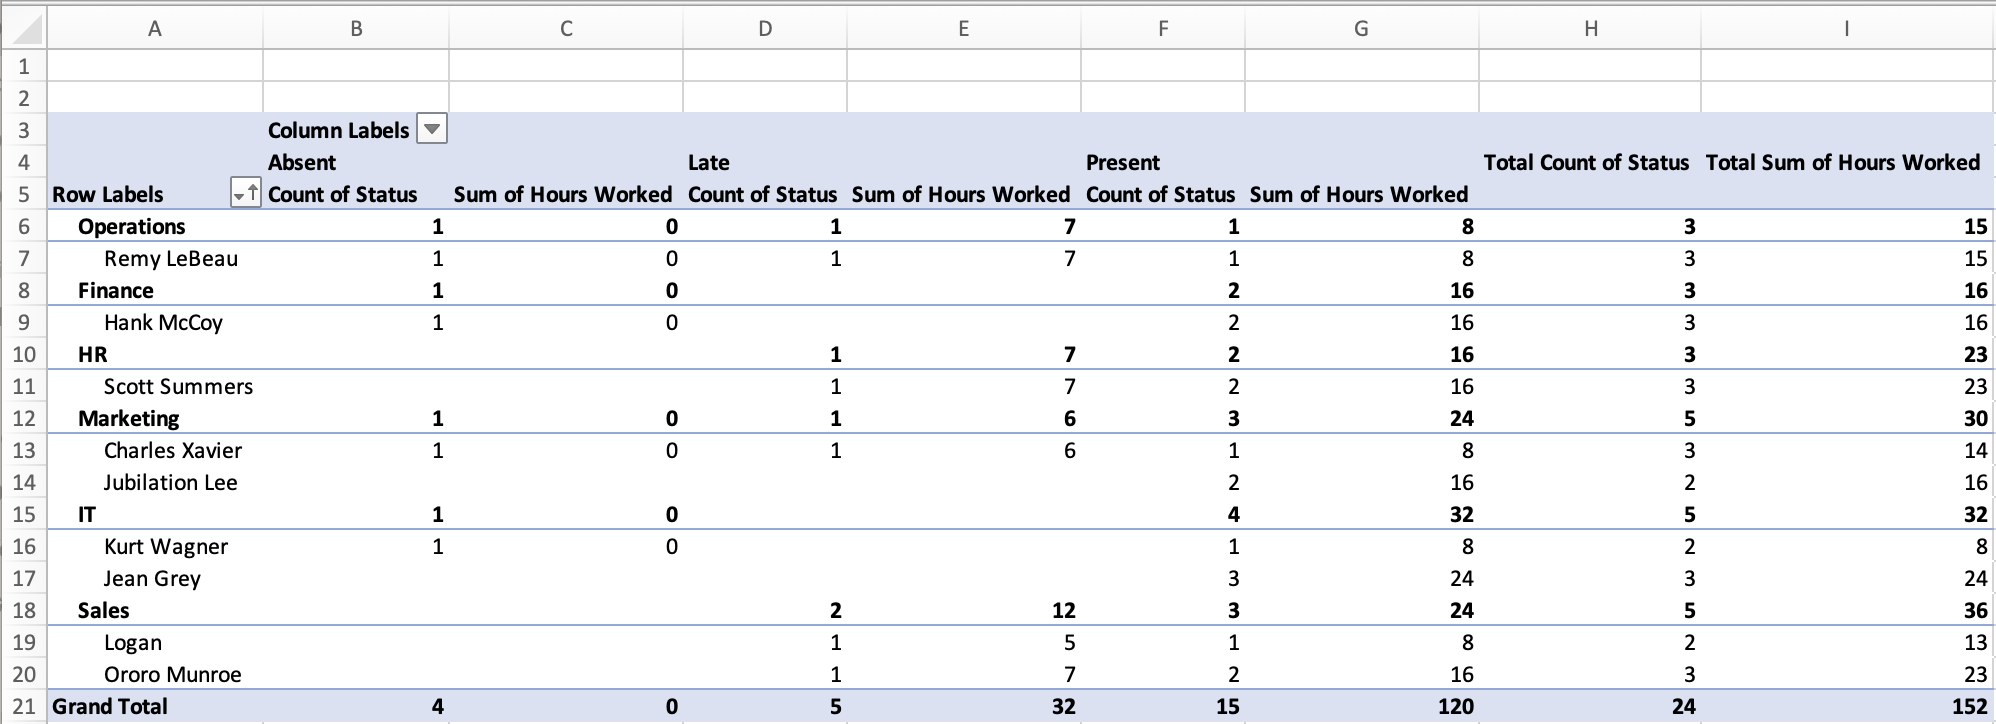 A B C D E F G H I
1
2
3 Column Labels
4 Absent Late Present Total Count of Status Total Sum of Hours Worked
5 Row Labels Count of Status Sum of Hours Worked Count of Status Sum of Hours Worked Count of Status Sum of Hours Worked
6 Operations 1 0 1 7 1 8 3 15
7 Remy LeBeau 1 0 1 7 1 8 3 15
8 Finance 1 0 2 16 3 16
9 Hank McCoy 1 0 2 16 3 16
10 HR 1 7 2 16 3 23
11 Scott Summers 1 7 2 16 3 23
12 Marketing 1 0 1 6 3 24 5 30
13 Charles Xavier 1 0 1 6 1 8 3 14
14 Jubilation Lee 2 16 2 16
15 IT 1 0 4 32 5 32
16 Kurt Wagner 1 0 1 8 2 8
17 Jean Grey 3 24 3 24
18 Sales 2 12 3 24 5 36
19 Logan 1 5 1 8 2 13
20 Ororo Munroe 1 7 2 16 3 23
21 Grand Total 4 0 5 32 15 120 24 152